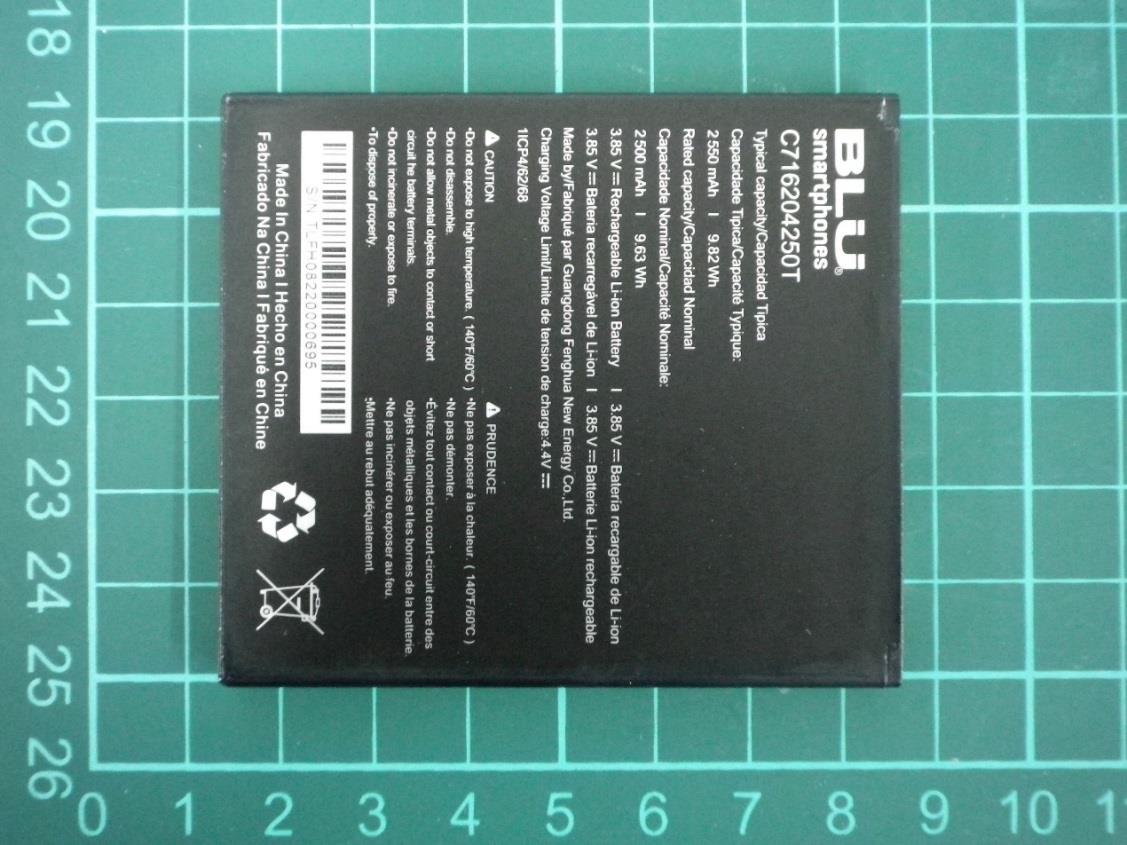 BLU®
smartphones
C716204250T
Typical capacity/Capacidad Tipica
Capacidade Tipica/Capacité Typique:
2 550 mAh I 9.82 Wh
Rated capacity/Capacidad Nominal
Capacidade Nominal/Capacité Nominale:
2 500 mAh I 9.63 Wh
3.85 V⎓Rechargeable Li-ion Battery I 3.85 V⎓Batería recargable de Li-ion
3.85 V⎓Bateria recarregável de Li-ion I 3.85 V⎓Batterie Li-ion rechargeable
Made by/Fabriqué par Guangdong Fenghua New Energy Co.,Ltd.
Charging Voltage Limit/Limite de tension de charge:4.4V⎓
1ICP4/62/68
CAUTION
•Do not expose to high temperature. ( 140℉/60℃ )
•Do not disassemble.
•Do not allow metal objects to contact or short
circuit he battery terminals.
•Do not incinerate or expose to fire.
•To dispose of properly.
PRUDENCE
•Ne pas exposer à la chaleur. ( 140℉/60℃ )
•Ne pas démonter.
•Évitez tout contact ou court-circuit entre des
objets métalliques et les bornes de la batterie.
•Ne pas incinérer ou exposer au feu.
•Mettre au rebut adéquatement.
S/N:TLFH08220000695
Made In China I Hecho en China
Fabricado Na China I Fabriqué en Chine
18
19
20
21
22
23
24
25
26
0 1 2 3 4 5 6 7 8 9 10